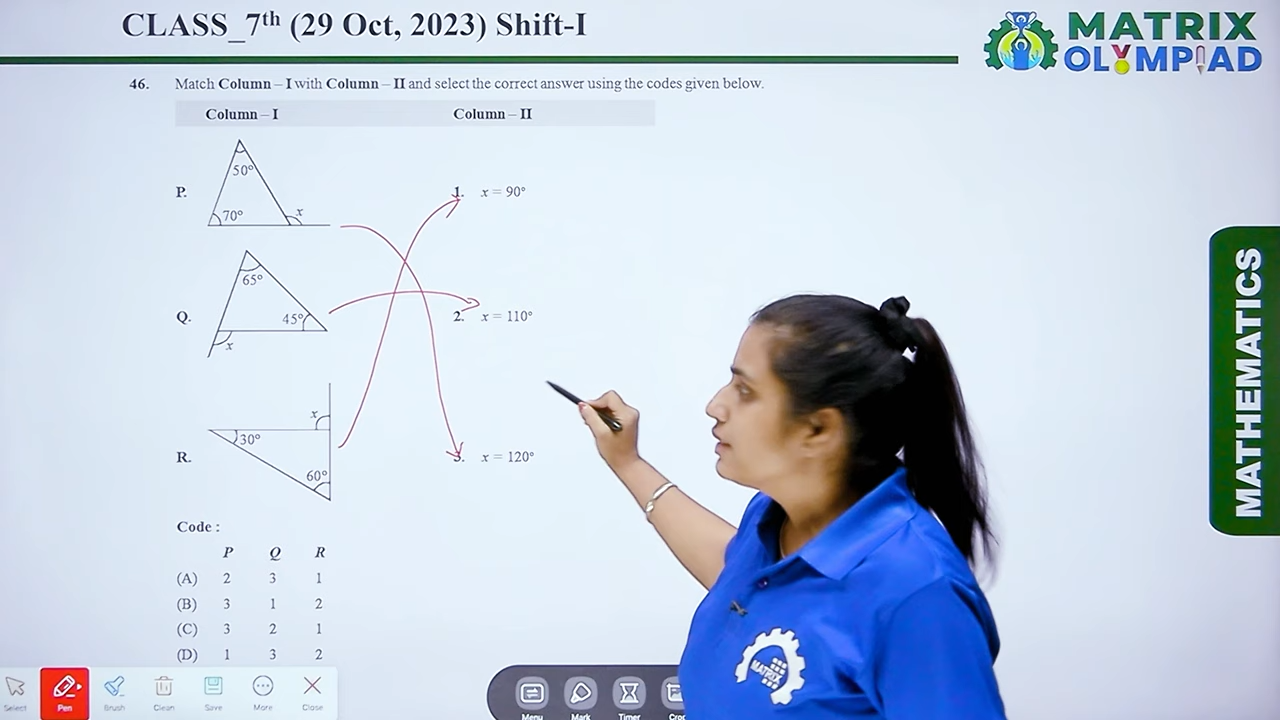 CLASS_7th (29 Oct, 2023) Shift-I
MATRIX
OLYMPIAD
46. Match Column – I with Column – II and select the correct answer using the codes given below.
Column – I Column – II
50°
P. 1. x = 90°
70° x
65°
Q. 45° 2. x = 110°
x
x
30°
R. 3. x = 120°
60°
Code :
P Q R
(A) 2 3 1
(B) 3 1 2
(C) 3 2 1
(D) 1 3 2
MATHEMATICS
MATRIX
Select Pen Brush Clean Save More Close
Menu Mark Timer Crop